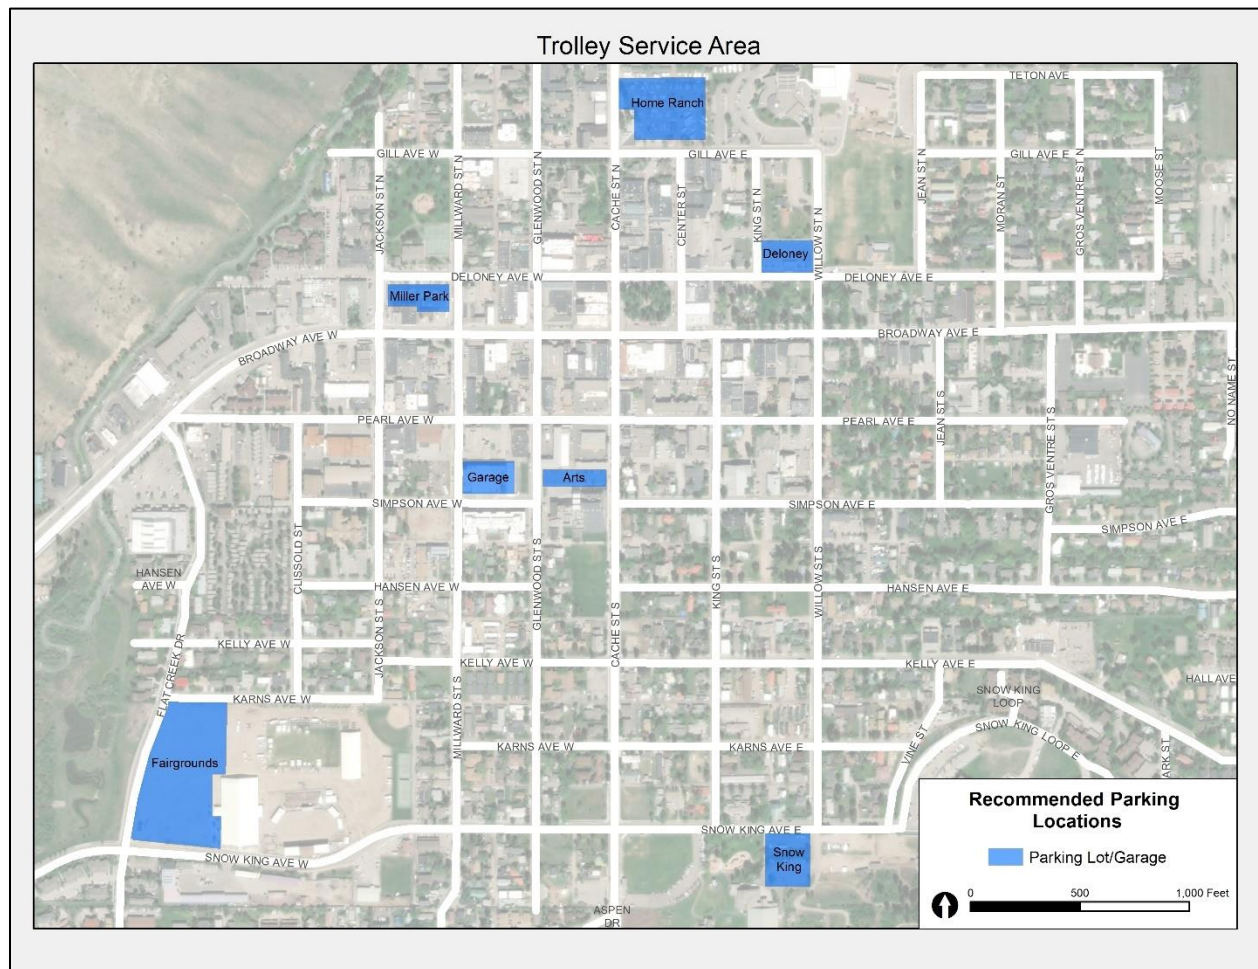 Trolley Service Area
TETON AVE
Home Ranch
GILL AVE W
GILL AVE E
GILL AVE E
JACKSON ST N
MILLWARD ST N
GLENWOOD ST N
CACHE ST N
CENTER ST
KING ST N
WILLOW ST N
JEAN ST N
MORAN ST
GROS VENTRE ST N
MOOSE ST
Deloney
DELONEY AVE W
DELONEY AVE E
Miller Park
BROADWAY AVE W
BROADWAY AVE E
NO NAME ST
PEARL AVE W
PEARL AVE E
JEAN ST S
GROS VENTRE ST S
Garage
Arts
SIMPSON AVE W
SIMPSON AVE E
SIMPSON AVE E
CLISSOLD ST
HANSEN
AVE W
HANSEN AVE W
HANSEN AVE E
JACKSON ST S
GLENWOOD ST S
CACHE ST S
KING ST S
WILLOW ST S
KELLY AVE W
KELLY AVE W
KELLY AVE E
FLAT CREEK DR
MILLWARD ST S
HALL AVE
SNOW KING
LOOP
KARNS AVE W
KARNS AVE W
KARNS AVE E
VINE ST
SNOW KING LOOP E
ARK ST
Fairgrounds
SNOW KING AVE W
SNOW KING AVE E
Snow
King
ASPEN
DR
Recommended Parking
Locations
Parking Lot/Garage
0 500 1,000 Feet